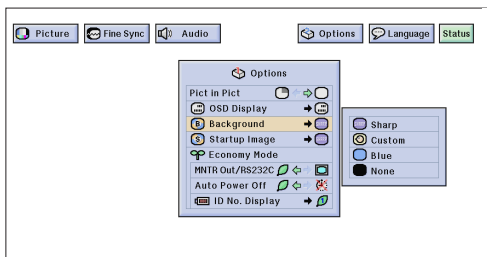 Picture Fine Sync Audio Options Language Status
Options
Pict in Pict
OSD Display
B Background
S Startup Image
Economy Mode
MNTR Out/RS232C
Auto Power Off
ID No. Display
Sharp
Custom
Blue
None